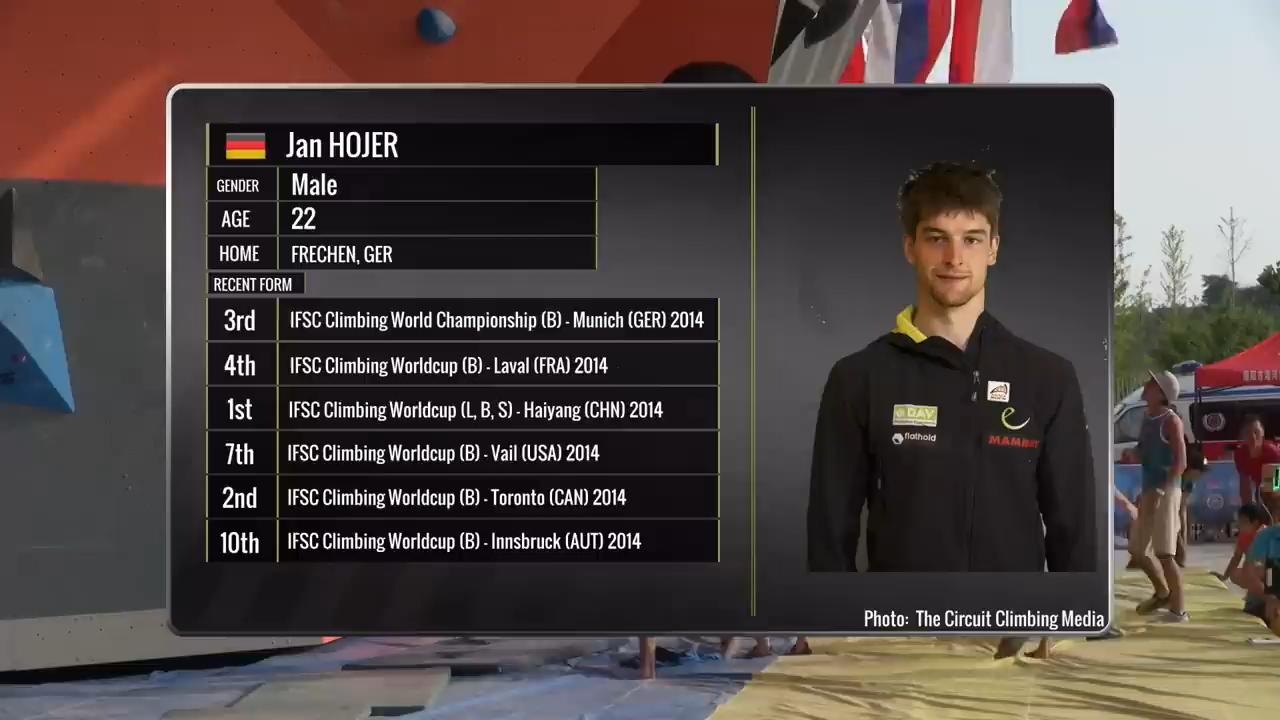 Jan HOJER
GENDER Male
AGE 22
HOME FRECHEN, GER
RECENT FORM
3rd IFSC Climbing World Championship (B) - Munich (GER) 2014
4th IFSC Climbing Worldcup (B) - Laval (FRA) 2014
1st IFSC Climbing Worldcup (L, B, S) - Haiyang (CHN) 2014
7th IFSC Climbing Worldcup (B) - Vail (USA) 2014
2nd IFSC Climbing Worldcup (B) - Toronto (CAN) 2014
10th IFSC Climbing Worldcup (B) - Innsbruck (AUT) 2014
DAV
flathold
e
Photo: The Circuit Climbing Media